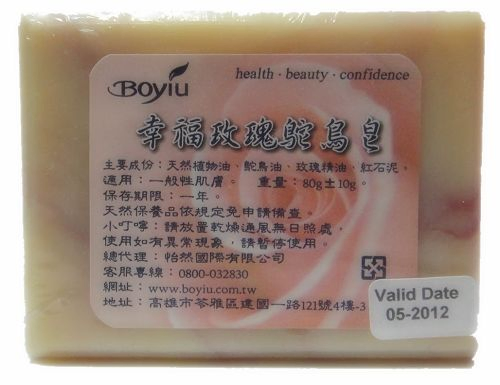 Boyiu
health · beauty · confidence
幸福玫瑰鴕鳥皂
主要成份：天然植物油、鴕鳥油、玫瑰精油、紅石泥。
適用：一般性肌膚。 重量：80g±10g。
保存期限：一年。
天然保養品依規定免申請備查
小叮嚀：請放置乾燥通風無日照處，
使用如有異常現象，請暫停使用。
總代理：怡然國際有限公司
客服專線：0800-032830
網址：www.boyiu.com.tw
地址：高雄市苓雅區建國一路121號4樓-3
Valid Date
05-2012